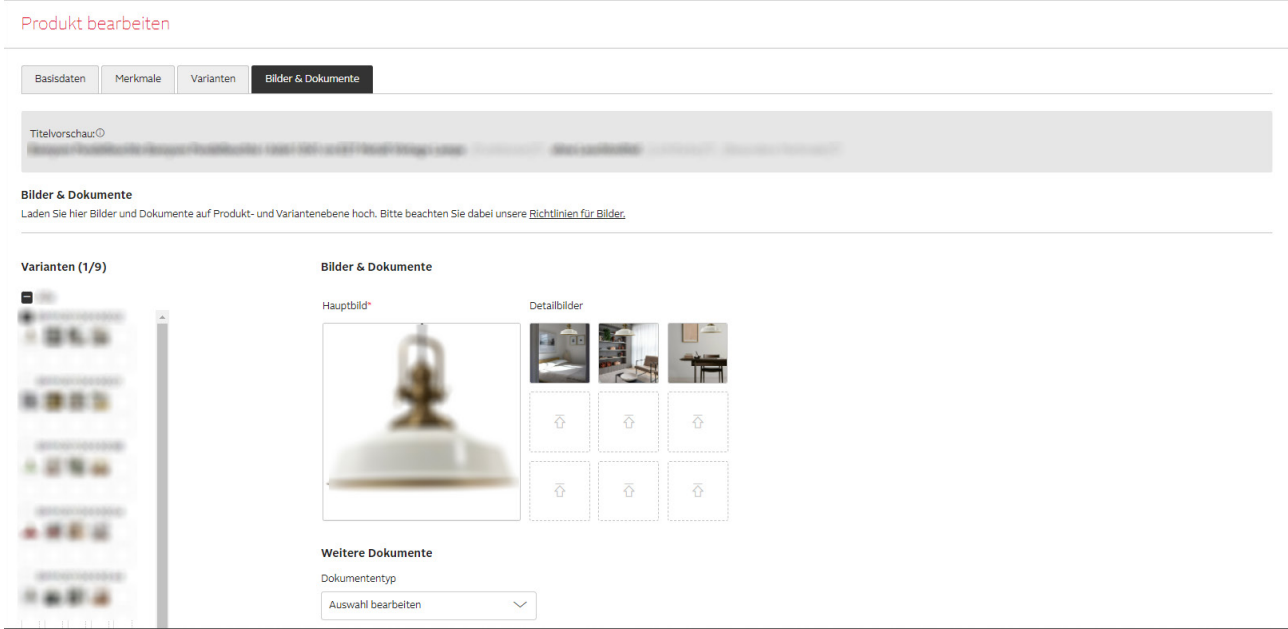 Produkt bearbeiten
Basisdaten
Merkmale
Varianten
Bilder & Dokumente
Titelvorschau:
Bilder & Dokumente
Laden Sie hier Bilder und Dokumente auf Produkt- und Variantenebene hoch. Bitte beachten Sie dabei unsere Richtlinien für Bilder.
Varianten (1/9)
Bilder & Dokumente
Hauptbild*
Detailbilder
Weitere Dokumente
Dokumententyp
Auswahl bearbeiten